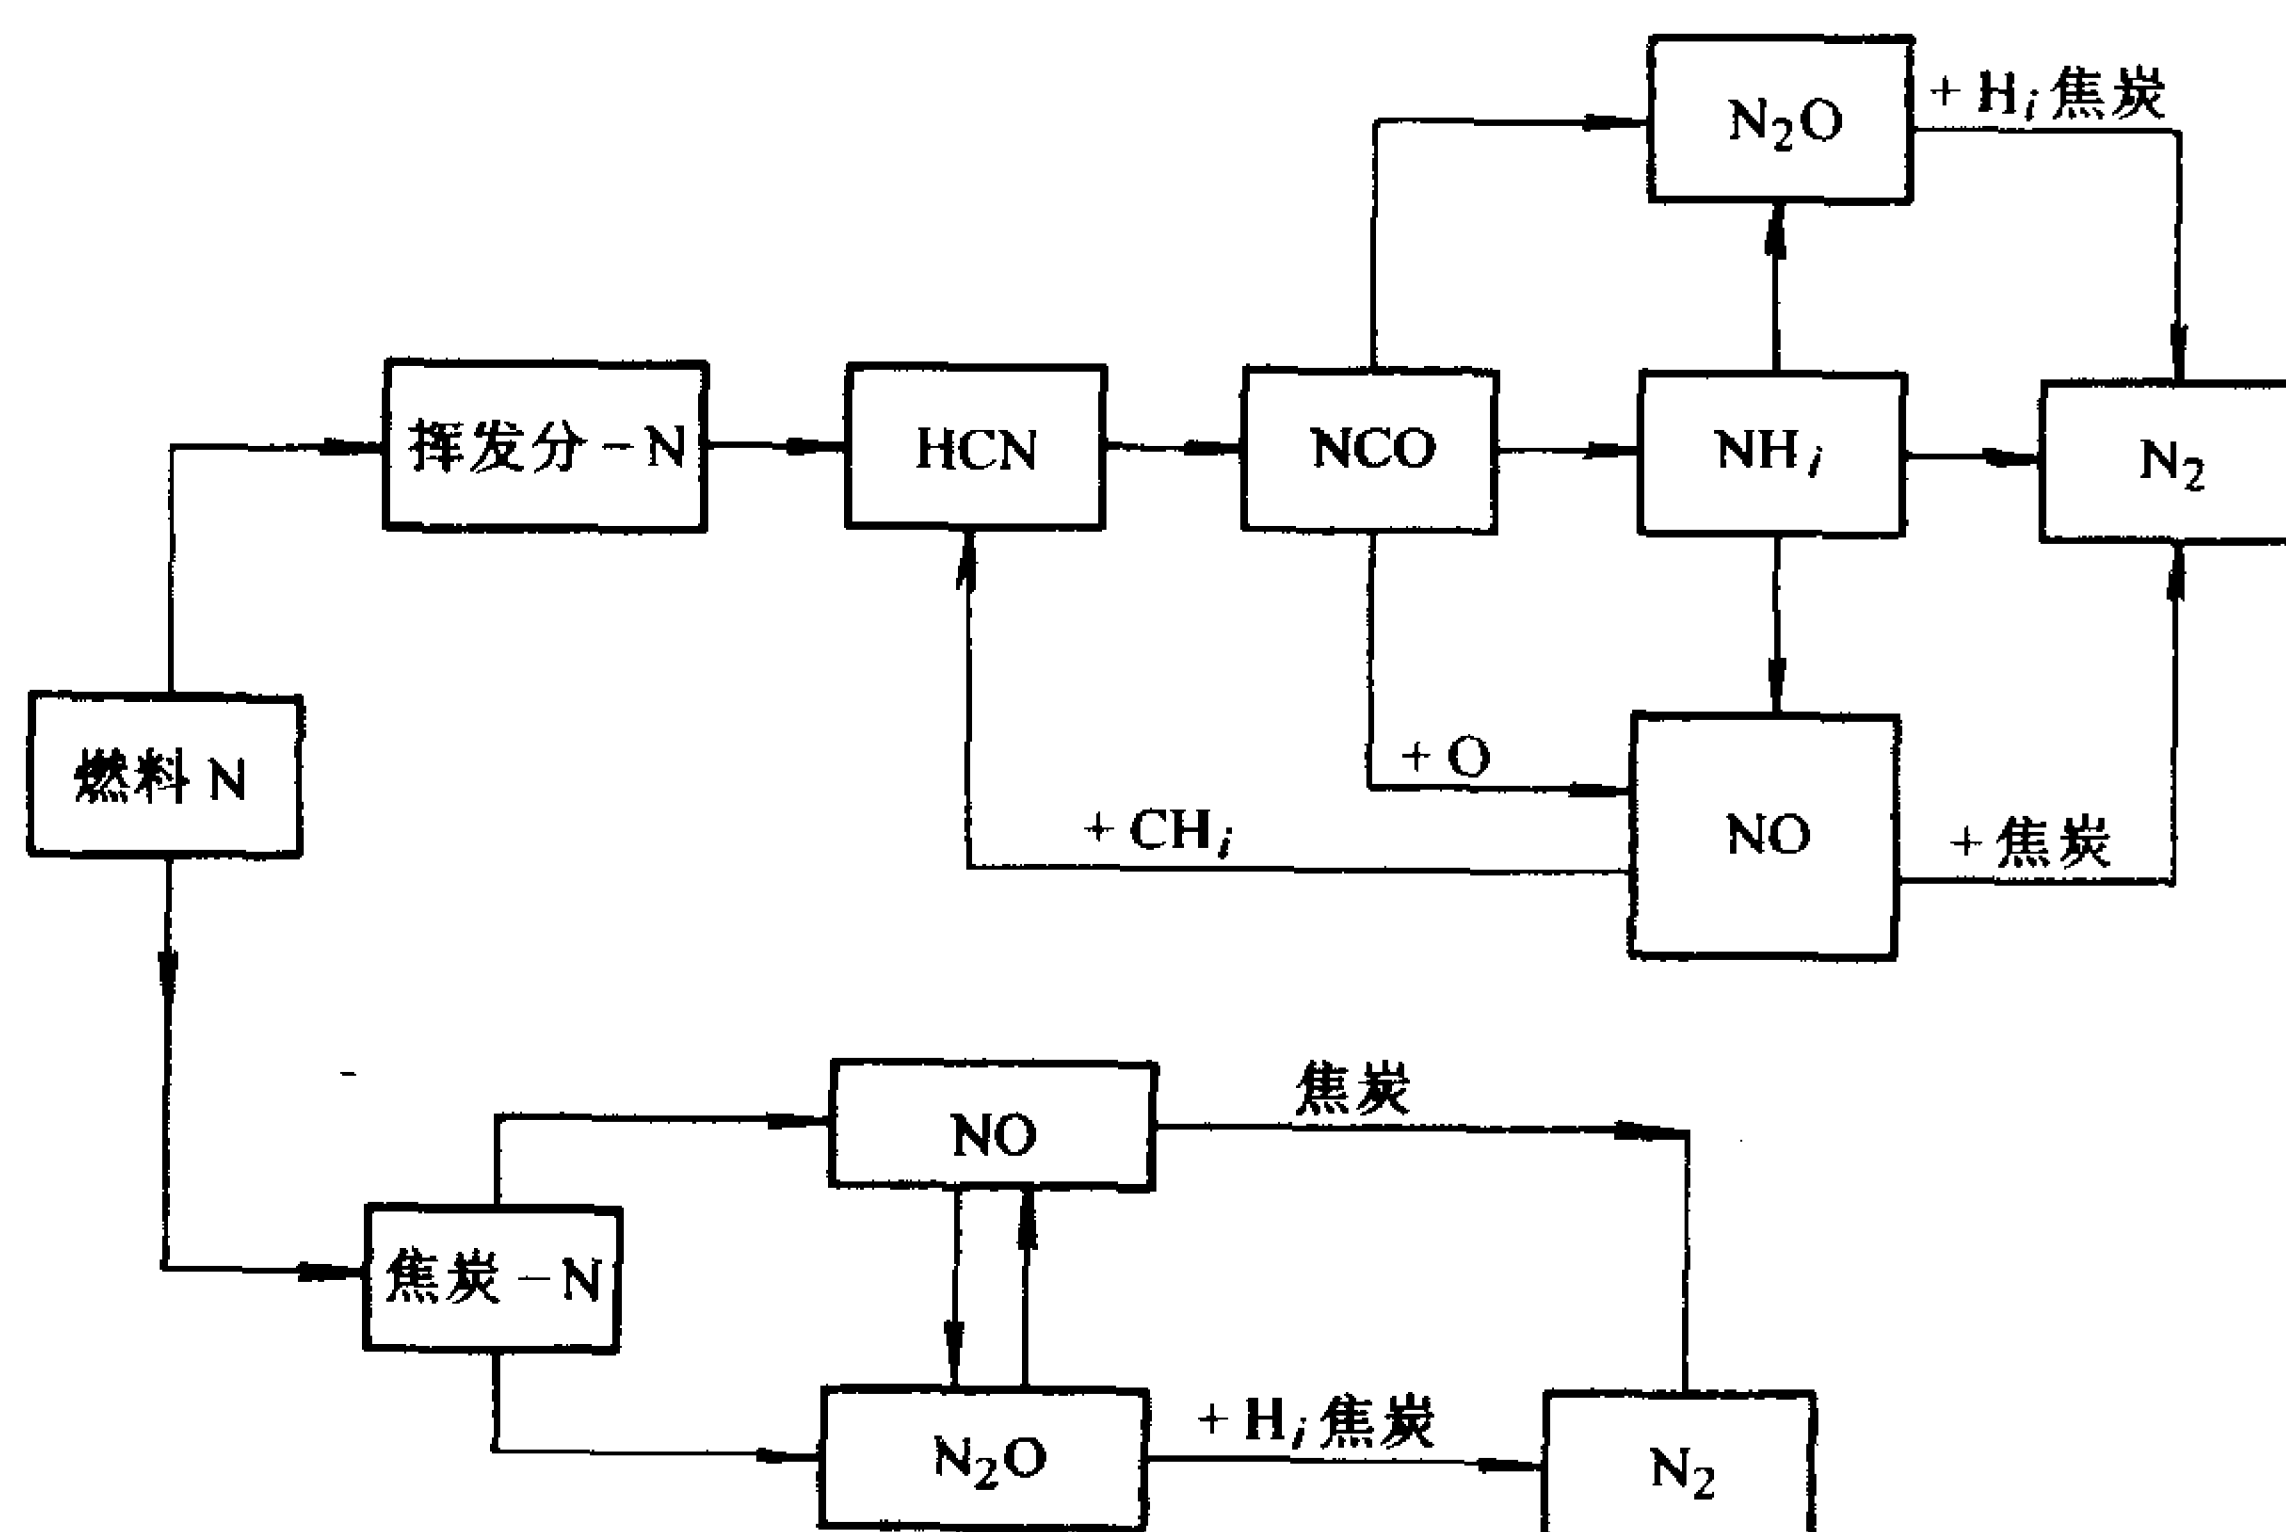 N₂O
+ Hᵢ 焦炭
挥发分 - N
HCN
NCO
NHᵢ
N₂
燃料 N
+ O
+ CHᵢ
NO
+ 焦炭
NO
焦炭
焦炭 - N
N₂O
+ Hᵢ 焦炭
N₂